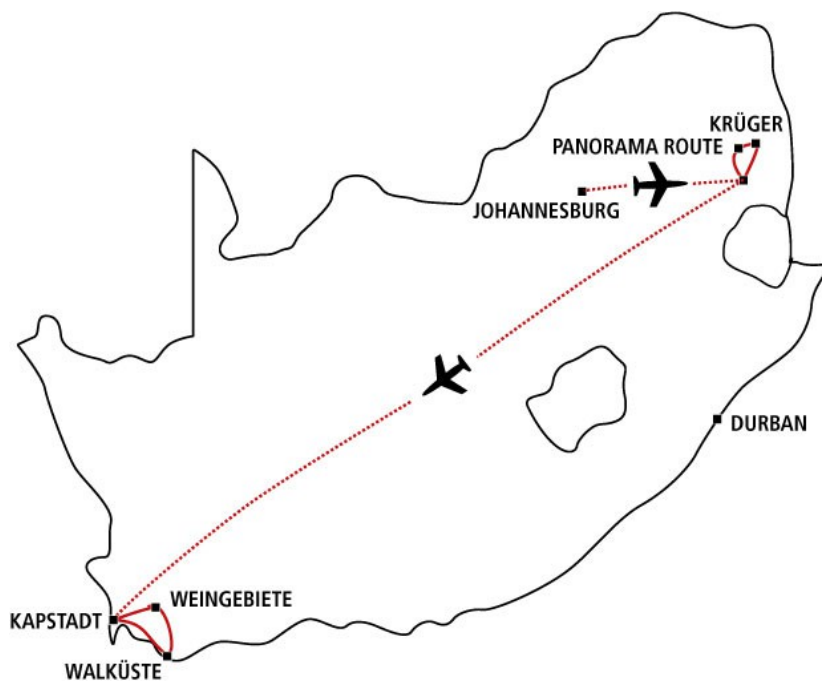 KRÜGER
PANORAMA ROUTE
JOHANNESBURG
DURBAN
WEINGEBIETE
KAPSTADT
WALKÜSTE